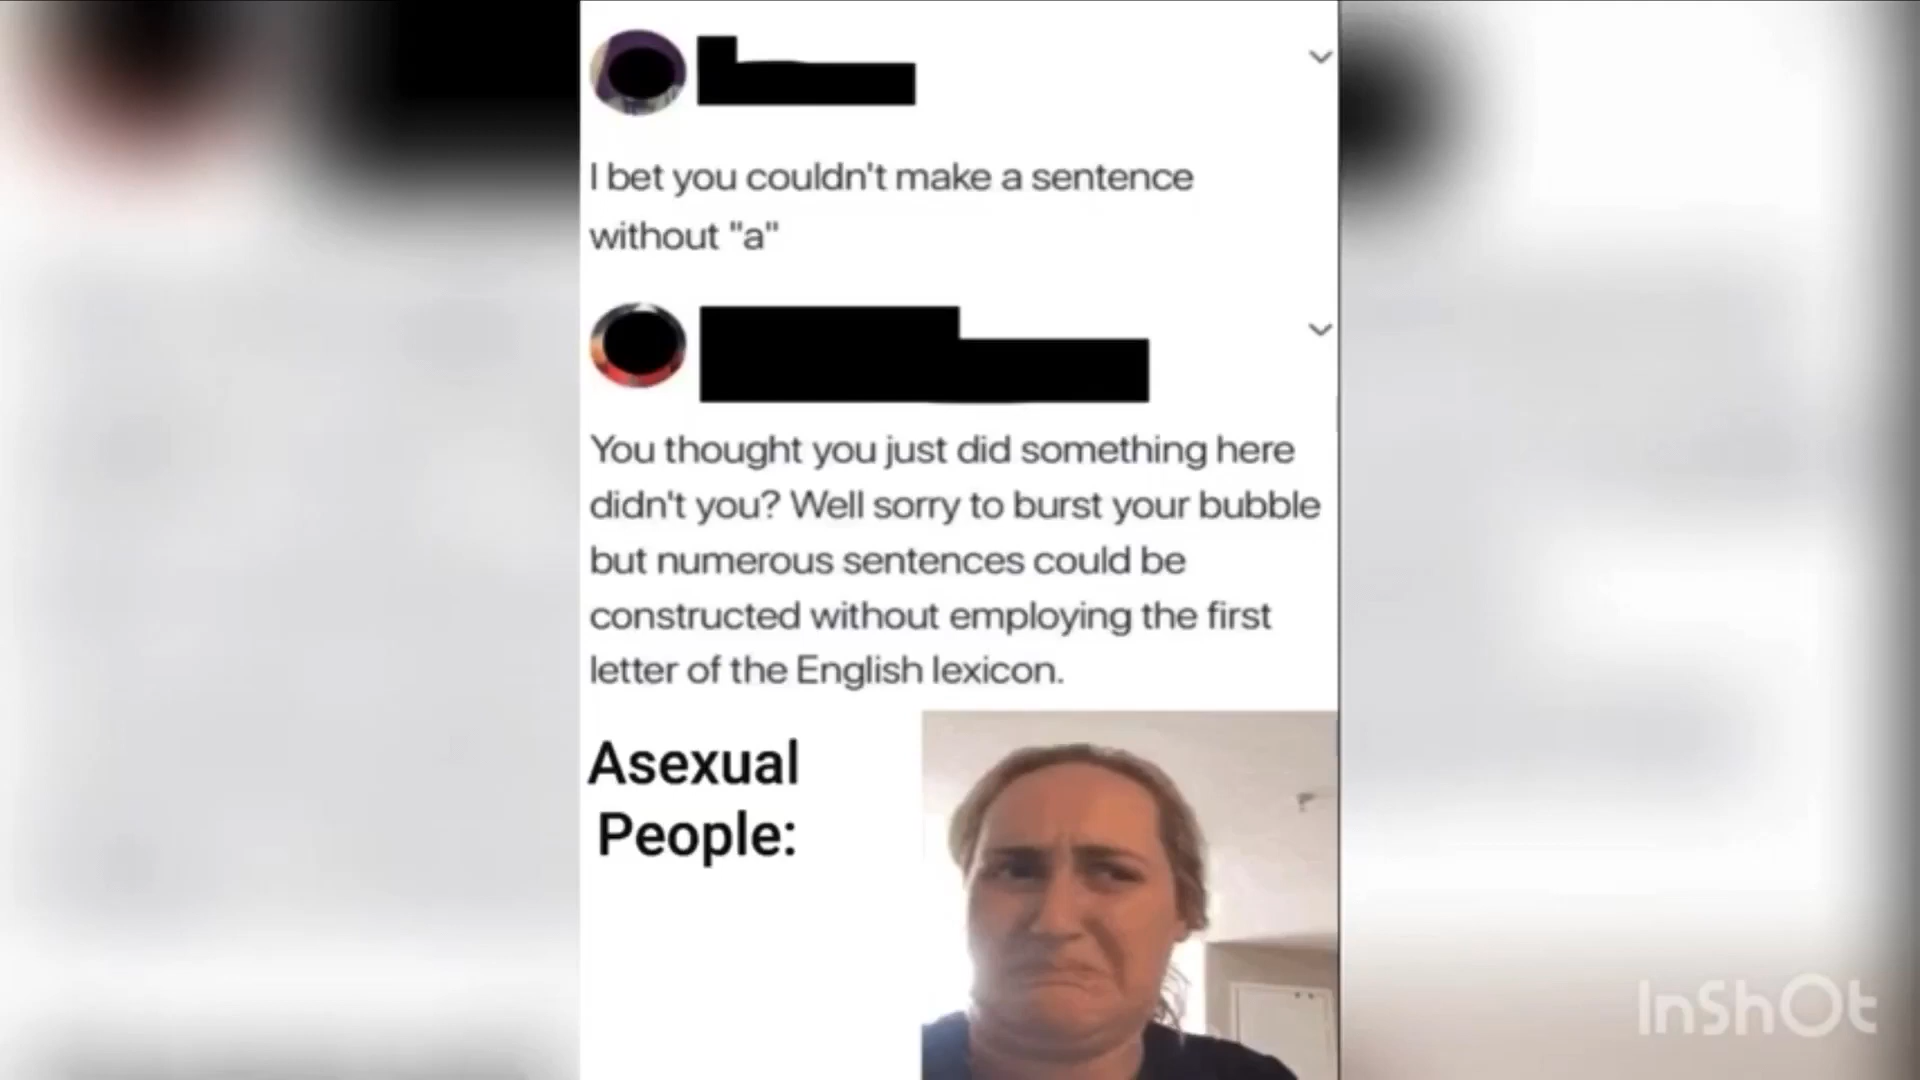 I bet you couldn't make a sentence
without "a"
You thought you just did something here
didn't you? Well sorry to burst your bubble
but numerous sentences could be
constructed without employing the first
letter of the English lexicon.
Asexual
People:
InShOt